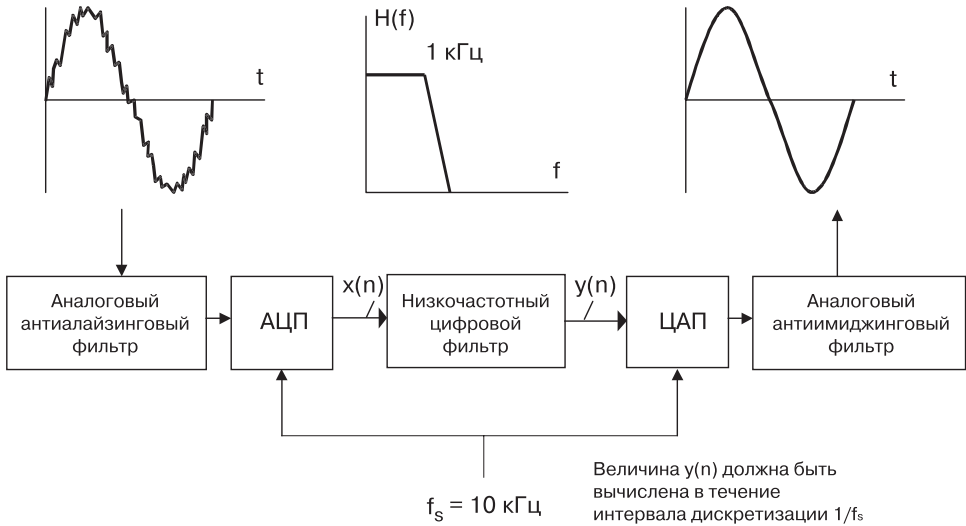 t
H(f)
1 кГц
f
t
Аналоговый
антиалайзинговый
фильтр
АЦП
x(n)
Низкочастотный
цифровой
фильтр
y(n)
ЦАП
Аналоговый
антиимиджинговый
фильтр
fs = 10 кГц
Величина y(n) должна быть
вычислена в течение
интервала дискретизации 1/fs